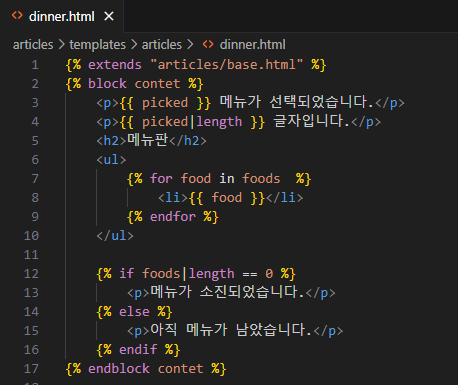 dinner.html ×
articles > templates > articles > <> dinner.html
1 {% extends "articles/base.html" %}
2 {% block contet %}
3 <p>{{ picked }} 메뉴가 선택되었습니다.</p>
4 <p>{{ picked|length }} 글자입니다.</p>
5 <h2>메뉴판</h2>
6 <ul>
7 {% for food in foods  %}
8 <li>{{ food }}</li>
9 {% endfor %}
10 </ul>
11
12 {% if foods|length == 0 %}
13 <p>메뉴가 소진되었습니다.</p>
14 {% else %}
15 <p>아직 메뉴가 남았습니다.</p>
16 {% endif %}
17 {% endblock contet %}